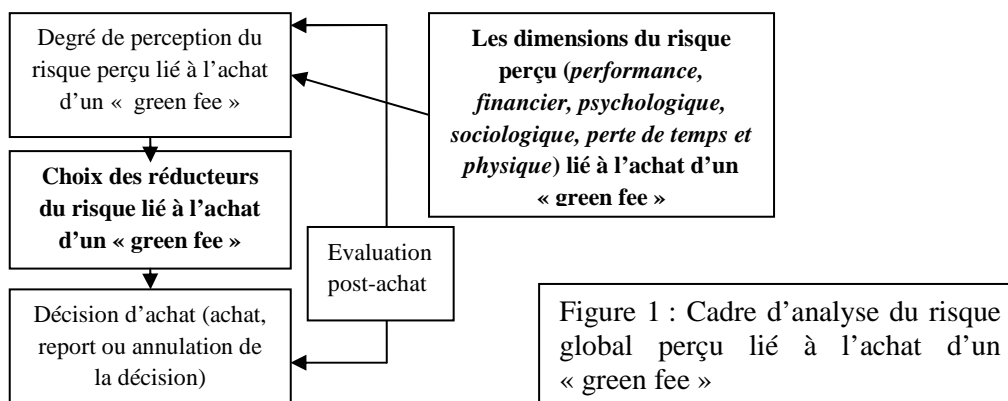 Degré de perception du
risque perçu lié à l’achat
d’un « green fee »
Les dimensions du risque
perçu (performance,
financier, psychologique,
sociologique, perte de temps et
physique) lié à l’achat d’un
« green fee »
Choix des réducteurs
du risque lié à l’achat
d’un « green fee »
Evaluation
post-achat
Décision d’achat (achat,
report ou annulation de
la décision)
Figure 1 : Cadre d’analyse du risque
global perçu lié à l’achat d’un
« green fee »